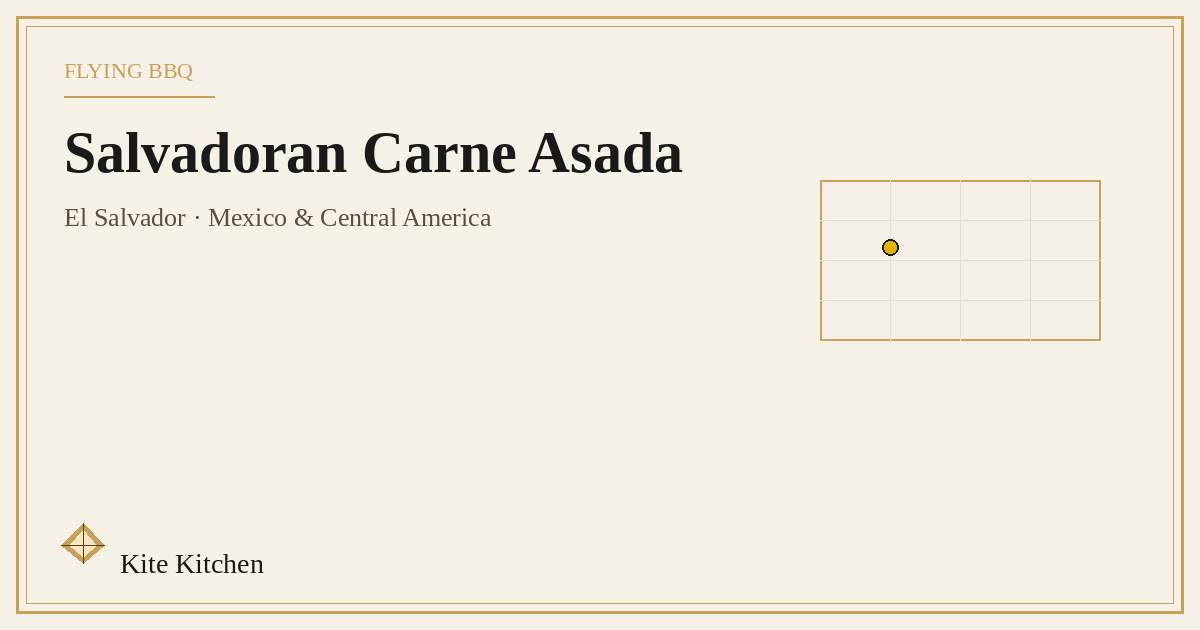 FLYING BBQ
Salvadoran Carne Asada
El Salvador · Mexico & Central America
Kite Kitchen